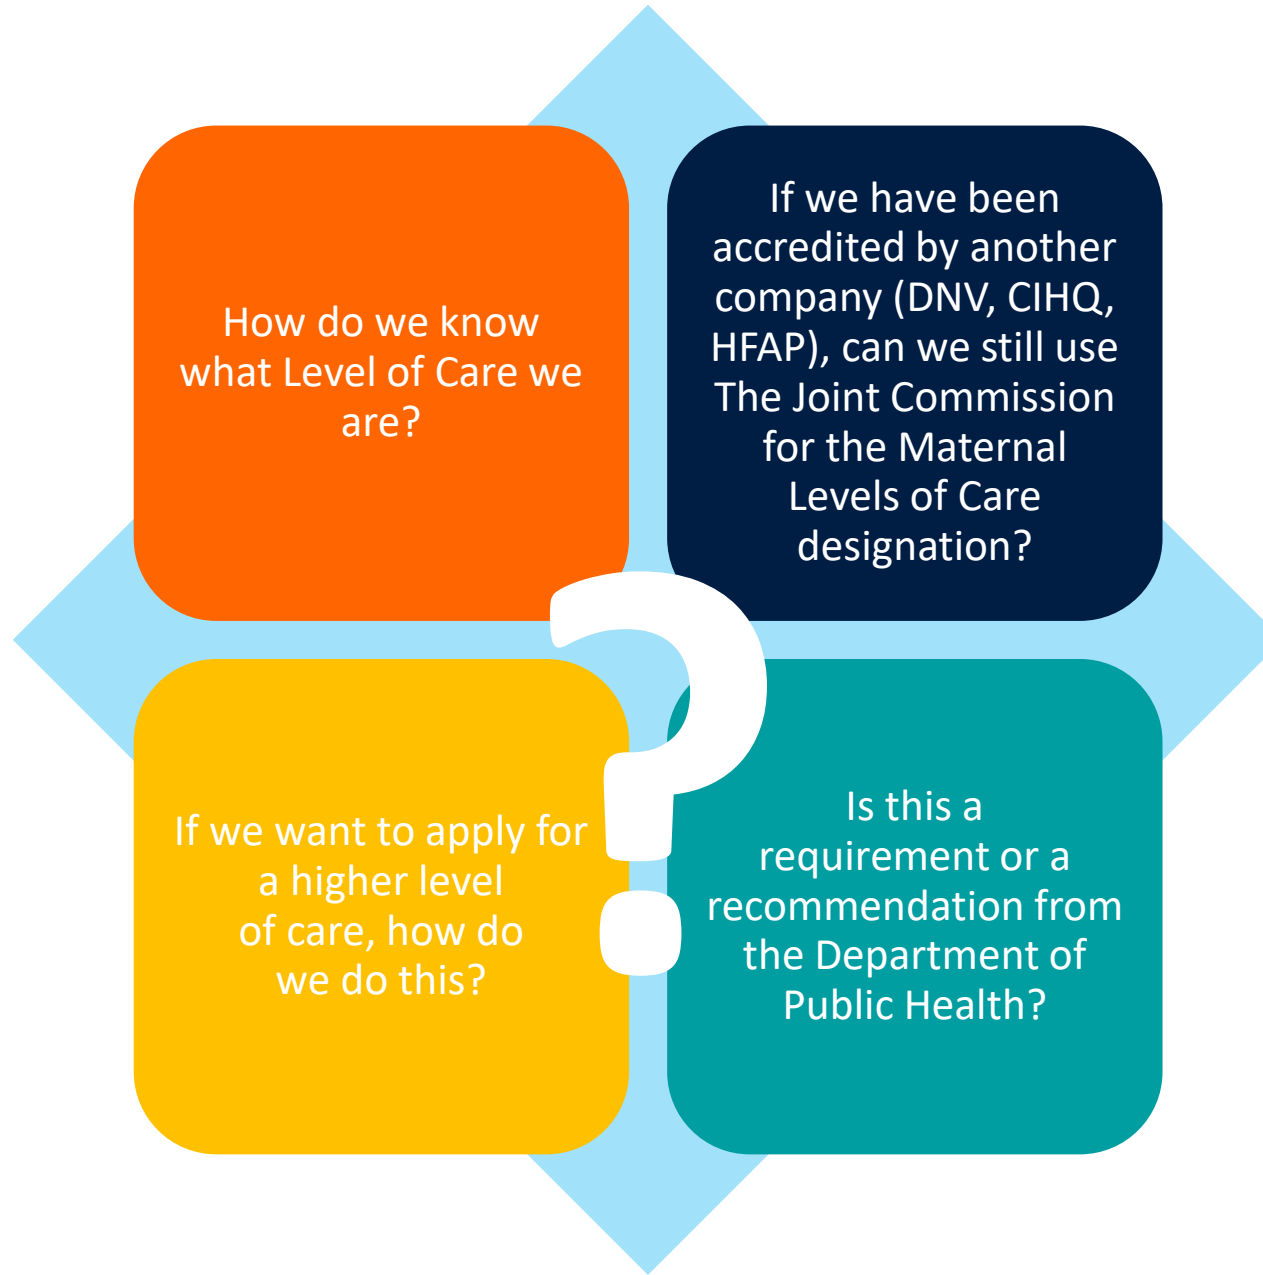 How do we know
what Level of Care we
are?
If we have been
accredited by another
company (DNV, CIHQ,
HFAP), can we still use
The Joint Commission
for the Maternal
Levels of Care
designation?
If we want to apply for
a higher level
of care, how do
we do this?
Is this a
requirement or a
recommendation from
the Department of
Public Health?
?